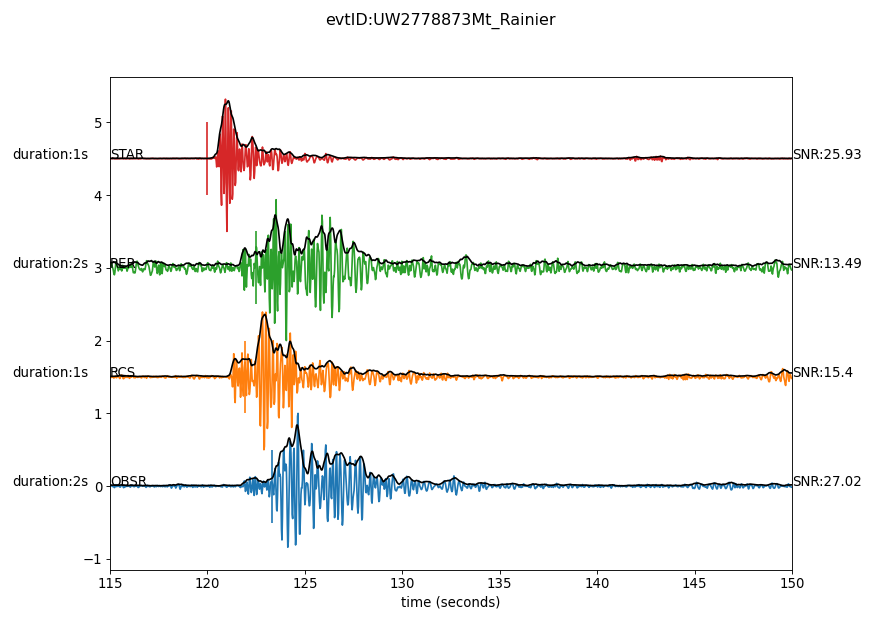 evtID:UW2778873Mt_Rainier
5
duration:1s STAR SNR:25.93
4
duration:2s 3 PER SNR:13.49
2
duration:1s RCS SNR:15.4
1
duration:2s 0 OBSR SNR:27.02
−1
115 120 125 130 135 140 145 150
time (seconds)